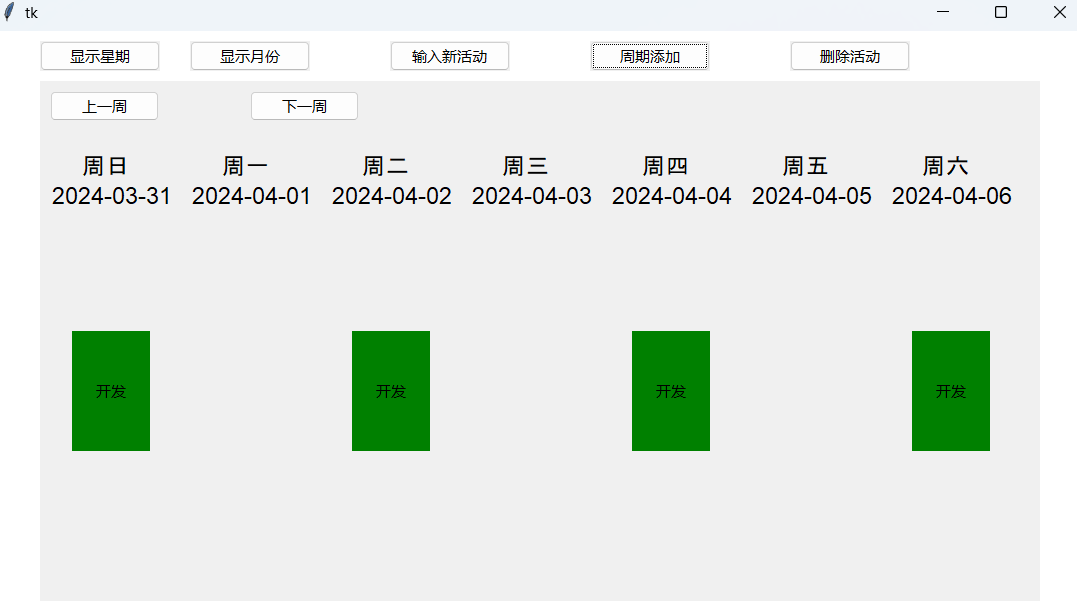 tk
显示星期 显示月份 输入新活动 周期添加 删除活动
上一周 下一周
周日 周一 周二 周三 周四 周五 周六
2024-03-31 2024-04-01 2024-04-02 2024-04-03 2024-04-04 2024-04-05 2024-04-06
开发 开发 开发 开发